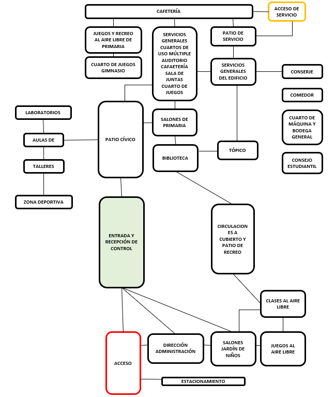 CAFETERÍA
ACCESO DE
SERVICIO
JUEGOS Y RECREO
AL AIRE LIBRE DE
PRIMARIA
SERVICIOS
GENERALES
CUARTOS DE
USO MÚLTIPLE
AUDITORIO
CAFAETERÍA
SALA DE
JUNTAS
CUARTO DE
JUEGOS
PATIO DE
SERVICIO
CUARTO DE JUEGOS
GIMNASIO
SERVICIOS
GENERALES
DEL EDIFICIO
CONSERJE
COMEDOR
LABORATORIOS
PATIO CÍVICO
SALONES DE
PRIMARIA
CUARTO DE
MÁQUINA Y
BODEGA
GENERAL
AULAS DE
BIBLIOTECA
TÓPICO
TALLERES
CONSEJO
ESTUDIANTIL
ZONA DEPORTIVA
ENTRADA Y
RECEPCIÓN DE
CONTROL
CIRCULACION
ES A
CUBIERTO Y
PATIO DE
RECREO
CLASES AL AIRE
LIBRE
ACCESO
DIRECCIÓN
ADMINISTRACIÓN
SALONES
JARDÍN DE
NIÑOS
JUEGOS AL
AIRE LIBRE
ESTACIONAMIENTO